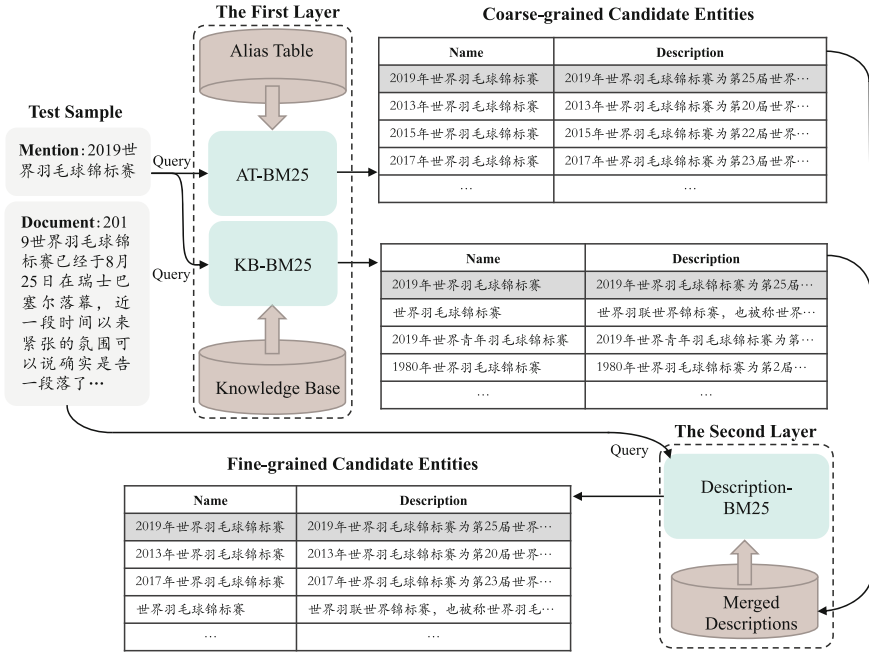 The First Layer
Alias Table
AT-BM25
KB-BM25
Knowledge Base
Test Sample
Mention:2019世
界羽毛球锦标赛
Query
Document:201
9世界羽毛球锦
标赛已经于8月
25日在瑞士巴
塞尔落幕，近
一段时间以来
紧张的氛围可
以说确实是告
一段落了…
Query
Coarse-grained Candidate Entities
Name Description
2019年世界羽毛球锦标赛 2019年世界羽毛球锦标赛为第25届世界…
2013年世界羽毛球锦标赛 2013年世界羽毛球锦标赛为第20届世界…
2015年世界羽毛球锦标赛 2015年世界羽毛球锦标赛为第22届世界…
2017年世界羽毛球锦标赛 2017年世界羽毛球锦标赛为第23届世界…
… …
Name Description
2019年世界羽毛球锦标赛 2019年世界羽毛球锦标赛为第25届…
世界羽毛球锦标赛 世界羽联世界锦标赛，也被称世界…
2019年世界青年羽毛球锦标赛 2019年世界青年羽毛球锦标赛为第…
1980年世界羽毛球锦标赛 1980年世界羽毛球锦标赛为第2届…
… …
The Second Layer
Query
Description-
BM25
Merged
Descriptions
Fine-grained Candidate Entities
Name Description
2019年世界羽毛球锦标赛 2019年世界羽毛球锦标赛为第25届世界…
2013年世界羽毛球锦标赛 2013年世界羽毛球锦标赛为第20届世界…
2017年世界羽毛球锦标赛 2017年世界羽毛球锦标赛为第23届世界…
世界羽毛球锦标赛 世界羽联世界锦标赛，也被称世界羽毛…
… …